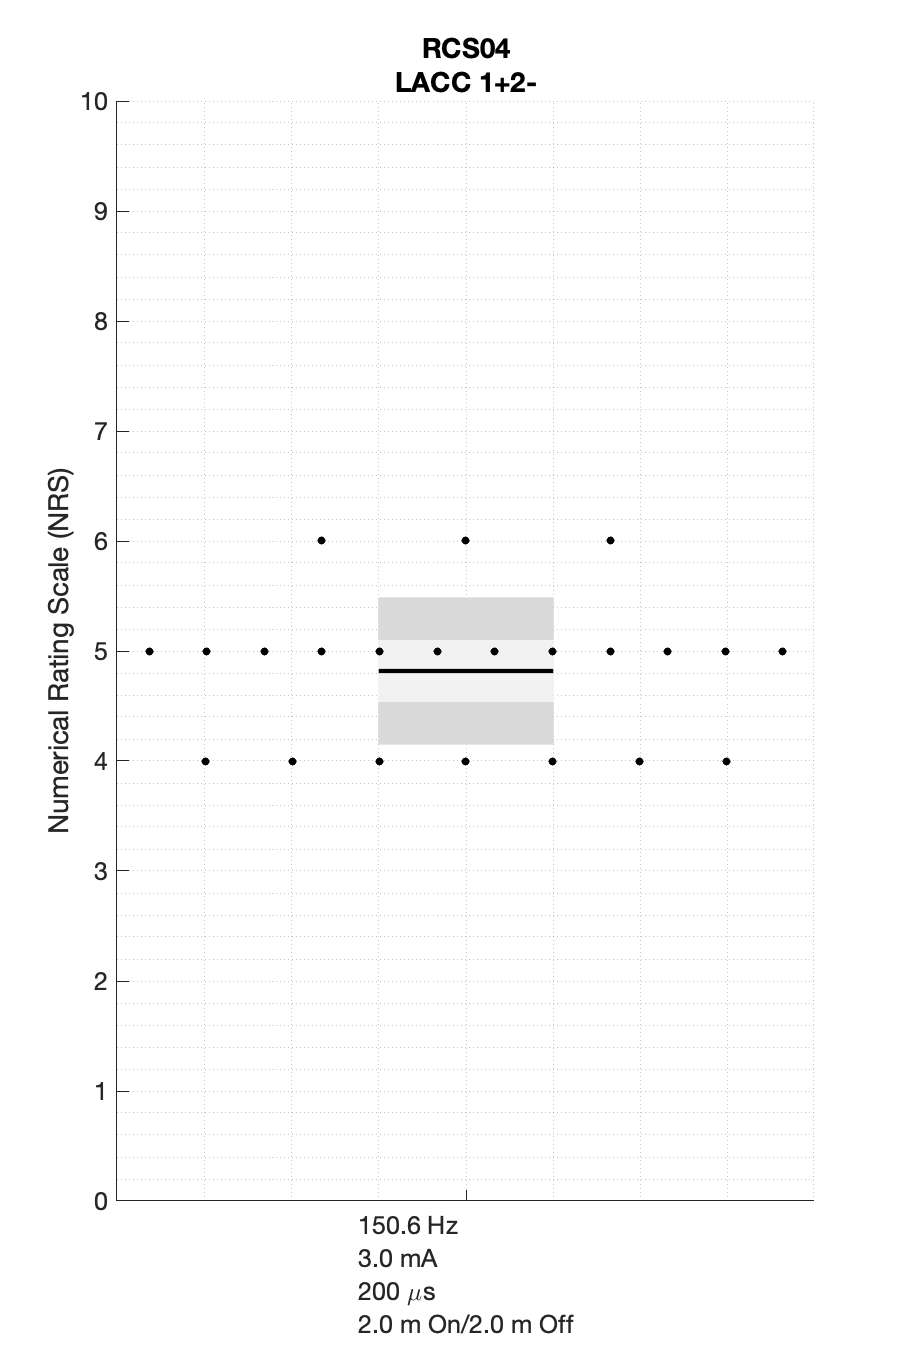 RCS04
LACC 1+2-
10
9
8
7
6
5
4
3
2
1
0
Numerical Rating Scale (NRS)
150.6 Hz
3.0 mA
200 μs
2.0 m On/2.0 m Off